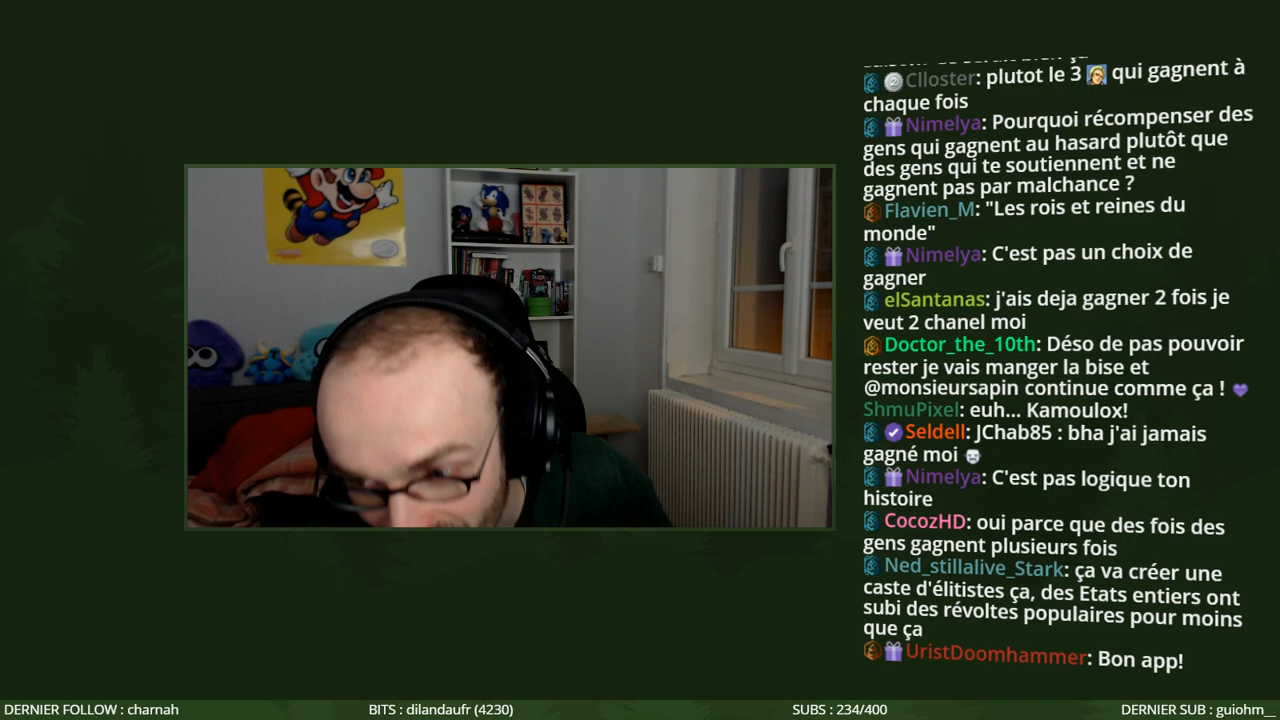 Clloster: plutot le 3 qui gagnent à
chaque fois
Nimelya: Pourquoi récompenser des
gens qui gagnent au hasard plutôt que
des gens qui te soutiennent et ne
gagnent pas par malchance ?
Flavien_M: "Les rois et reines du
monde"
Nimelya: C'est pas un choix de
gagner
elSantanas: j'ais deja gagner 2 fois je
veut 2 chanel moi
Doctor_the_10th: Déso de pas pouvoir
rester je vais manger la bise et
@monsieursapin continue comme ça !
ShmuPixel: euh... Kamoulox!
Seldell: JChab85 : bha j'ai jamais
gagné moi
Nimelya: C'est pas logique ton
histoire
CocozHD: oui parce que des fois des
gens gagnent plusieurs fois
Ned_stillalive_Stark: ça va créer une
caste d'élitistes ça, des Etats entiers ont
subi des révoltes populaires pour moins
que ça
UristDoomhammer: Bon app!
DERNIER FOLLOW : charnah
BITS : dilandaufr (4230)
SUBS : 234/400
DERNIER SUB : guiohm__